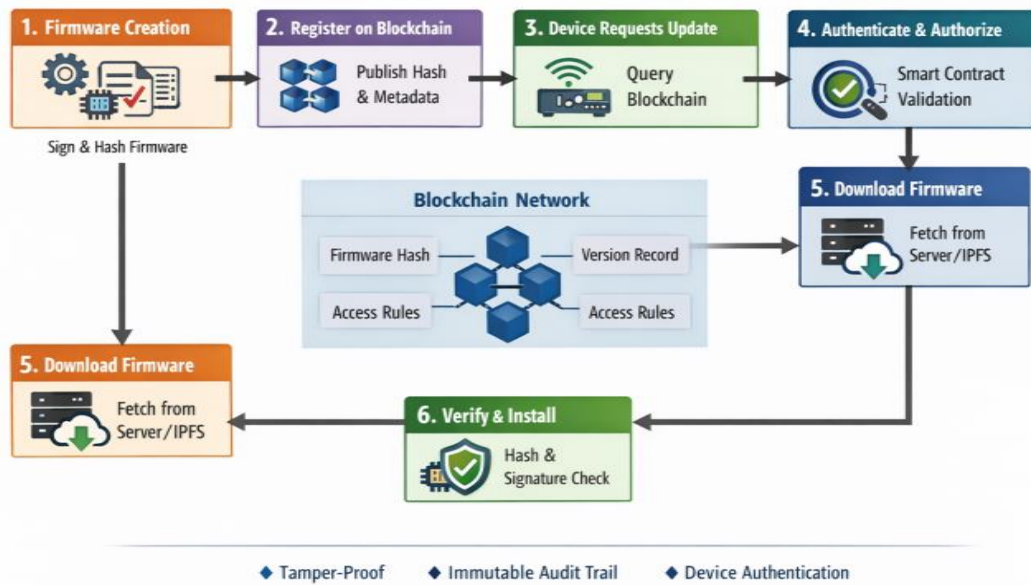 1. Firmware Creation
2. Register on Blockchain
Publish Hash
& Metadata
3. Device Requests Update
Query
Blockchain
4. Authenticate & Authorize
Smart Contract
Validation
Sign & Hash Firmware
5. Download Firmware
Fetch from
Server/IPFS
Blockchain Network
Firmware Hash
Version Record
Access Rules
Access Rules
5. Download Firmware
Fetch from
Server/IPFS
6. Verify & Install
Hash &
Signature Check
Tamper-Proof
Immutable Audit Trail
Device Authentication